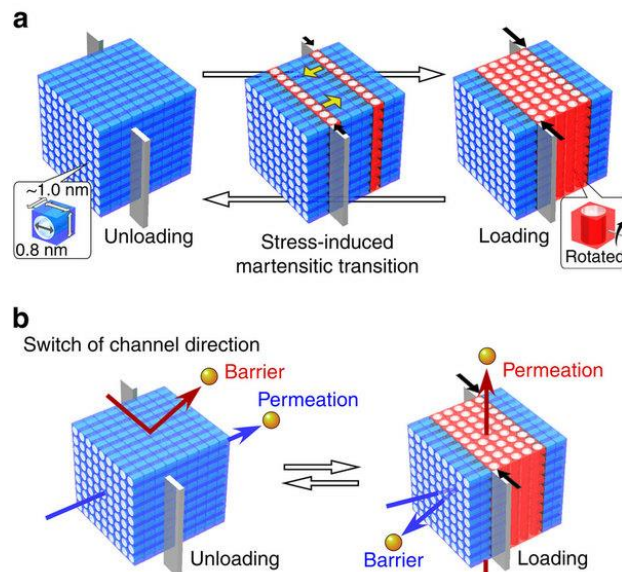 a
~1.0 nm
0.8 nm
Unloading
Stress-induced
martensitic transition
Loading
Rotated
b
Switch of channel direction
Barrier
Permeation
Unloading
Permeation
Barrier
Loading